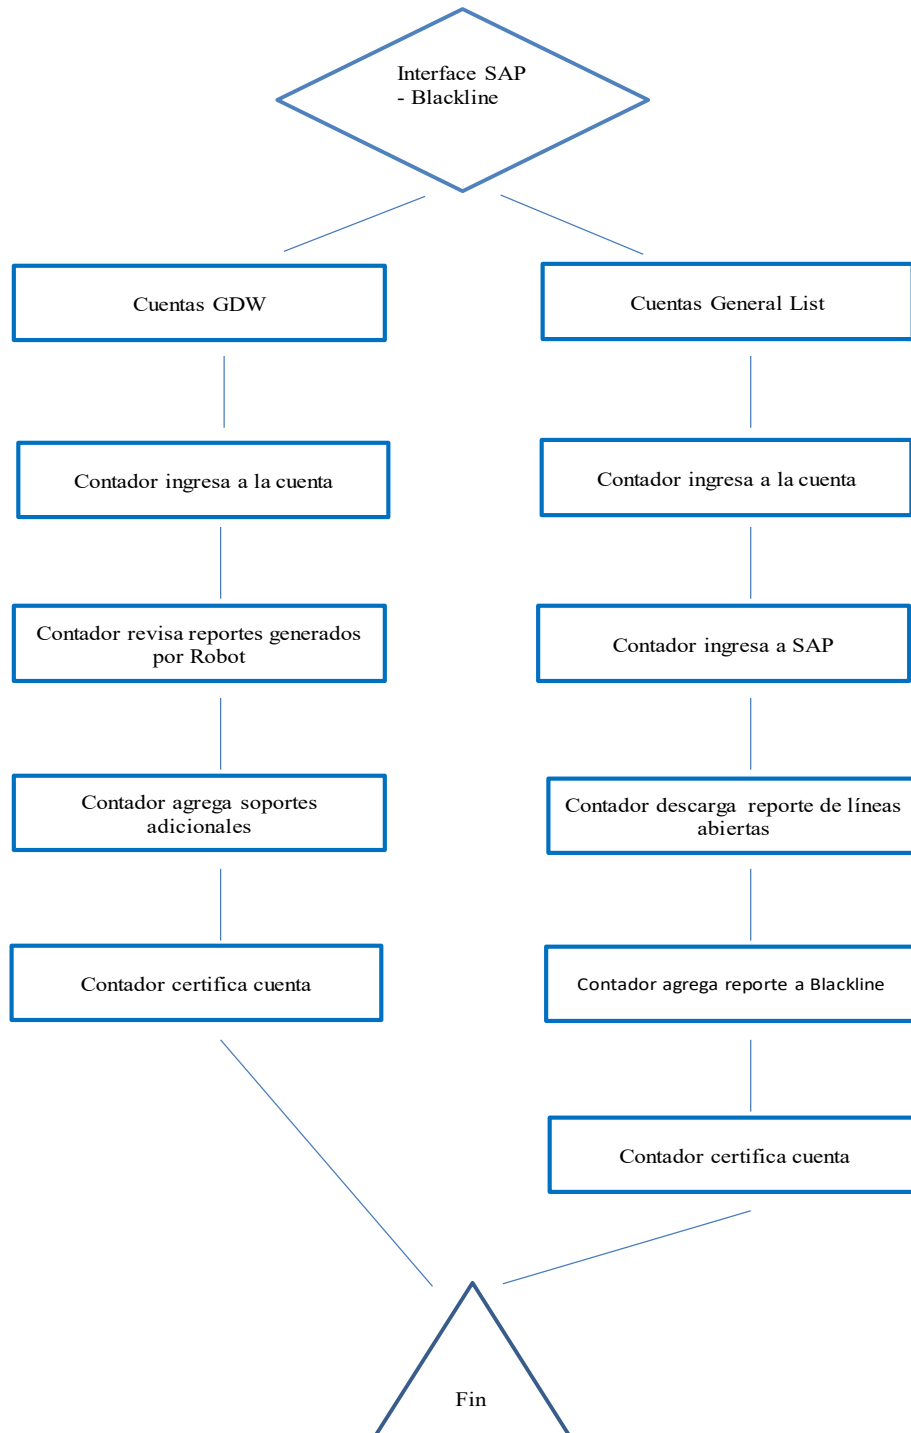 Interface SAP
- Blackline
Cuentas GDW
Cuentas General List
Contador ingresa a la cuenta
Contador ingresa a la cuenta
Contador revisa reportes generados
por Robot
Contador ingresa a SAP
Contador agrega soportes
adicionales
Contador descarga reporte de líneas
abiertas
Contador certifica cuenta
Contador agrega reporte a Blackline
Contador certifica cuenta
Fin